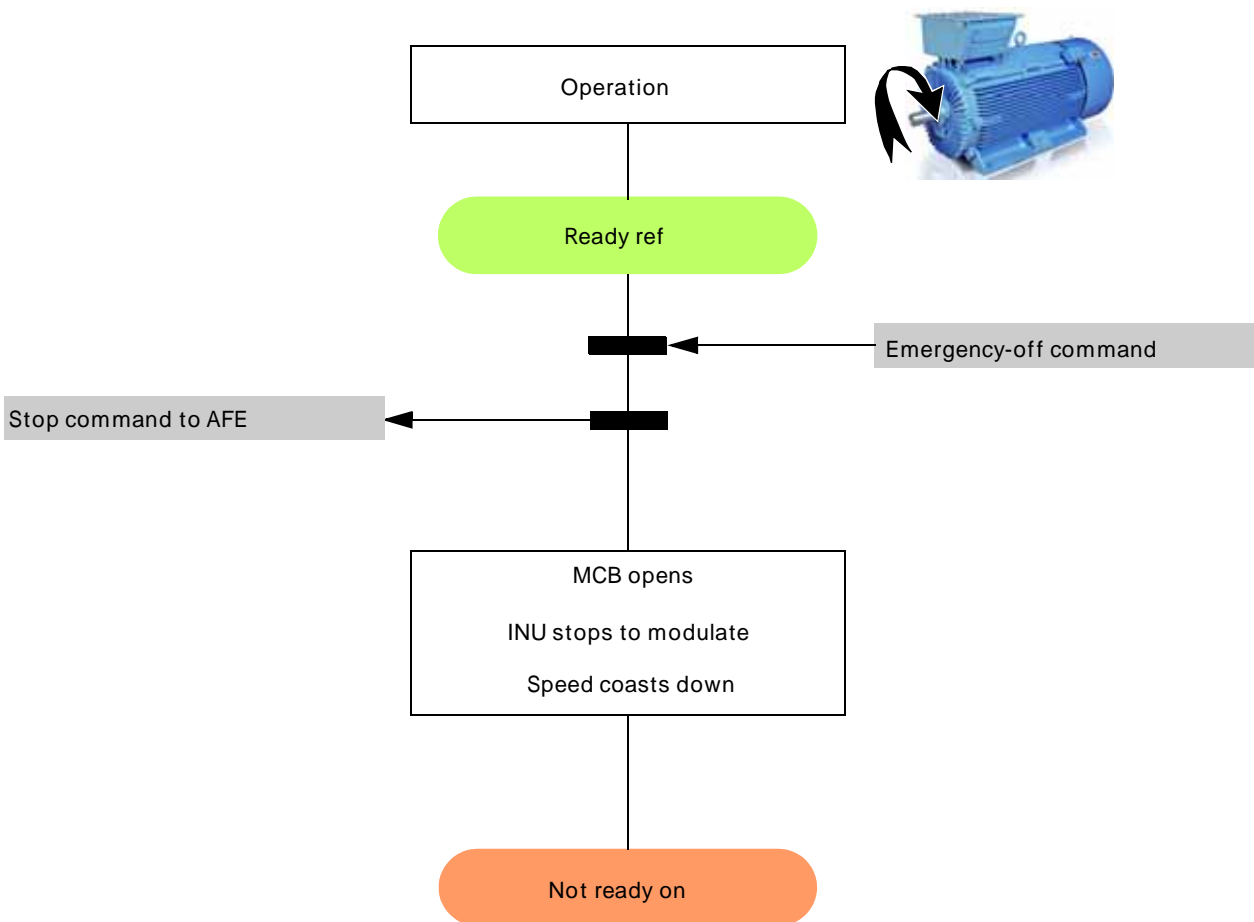 Operation
Ready ref
Emergency-off command
Stop command to AFE
MCB opens
INU stops to modulate
Speed coasts down
Not ready on